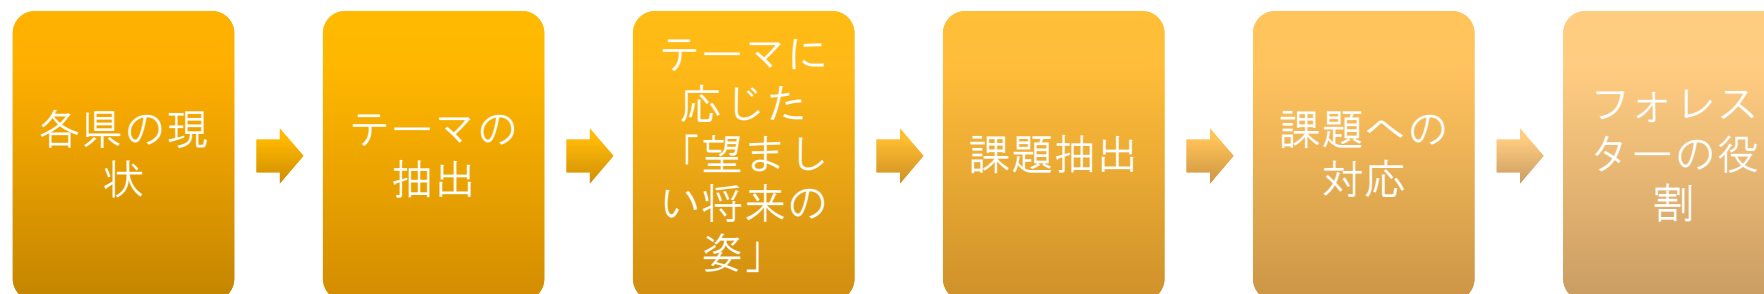 各県の現
状
テーマの
抽出
テーマに
応じた
「望まし
い将来の
姿」
課題抽出
課題への
対応
フォレス
ターの役
割